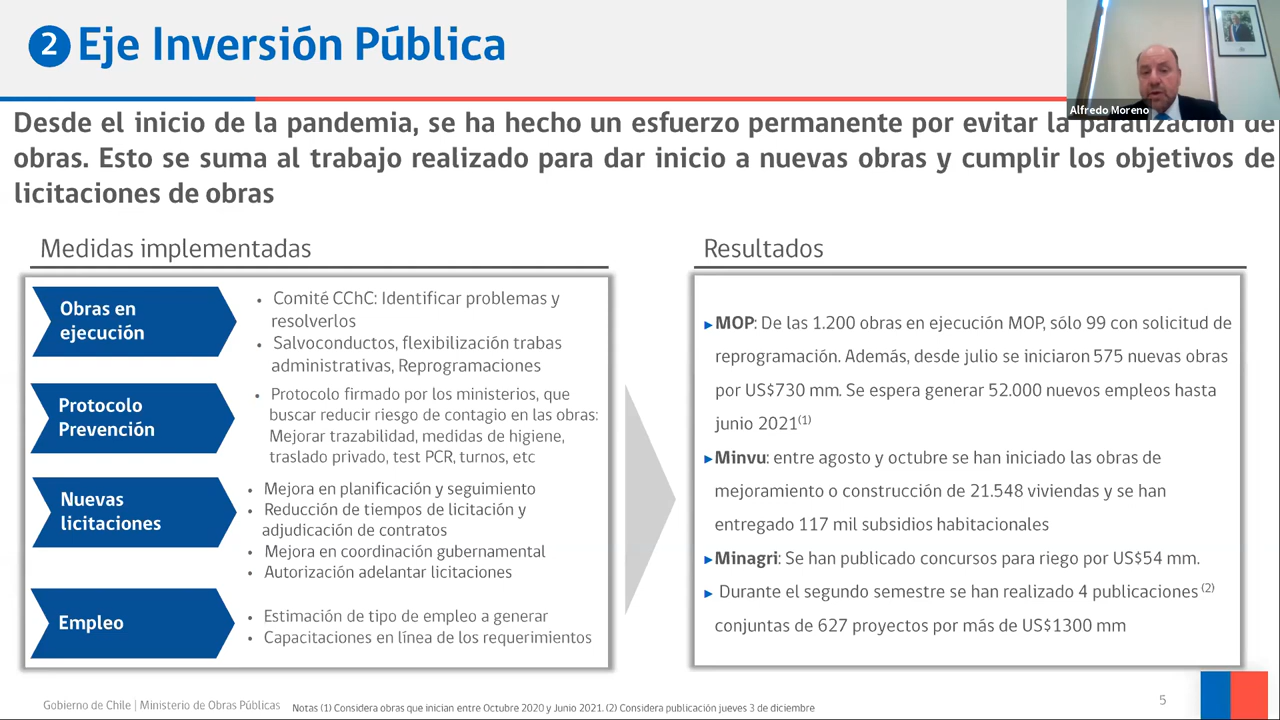 2 Eje Inversión Pública
Alfredo Moreno
Desde el inicio de la pandemia, se ha hecho un esfuerzo permanente por evitar la paralización de
obras. Esto se suma al trabajo realizado para dar inicio a nuevas obras y cumplir los objetivos de
licitaciones de obras
Medidas implementadas
Obras en
ejecución
• Comité CChC: Identificar problemas y
resolverlos
• Salvoconductos, flexibilización trabas
administrativas, Reprogramaciones
Protocolo
Prevención
• Protocolo firmado por los ministerios, que
buscar reducir riesgo de contagio en las obras:
Mejorar trazabilidad, medidas de higiene,
traslado privado, test PCR, turnos, etc
Nuevas
licitaciones
• Mejora en planificación y seguimiento
• Reducción de tiempos de licitación y
adjudicación de contratos
• Mejora en coordinación gubernamental
• Autorización adelantar licitaciones
Empleo
• Estimación de tipo de empleo a generar
• Capacitaciones en línea de los requerimientos
Resultados
▸MOP: De las 1.200 obras en ejecución MOP, sólo 99 con solicitud de
reprogramación. Además, desde julio se iniciaron 575 nuevas obras
por US$730 mm. Se espera generar 52.000 nuevos empleos hasta
junio 2021(1)
▸Minvu: entre agosto y octubre se han iniciado las obras de
mejoramiento o construcción de 21.548 viviendas y se han
entregado 117 mil subsidios habitacionales
▸Minagri: Se han publicado concursos para riego por US$54 mm.
▸ Durante el segundo semestre se han realizado 4 publicaciones (2)
conjuntas de 627 proyectos por más de US$1300 mm
Gobierno de Chile | Ministerio de Obras Públicas
Notas (1) Considera obras que inician entre Octubre 2020 y Junio 2021. (2) Considera publicación jueves 3 de diciembre
5